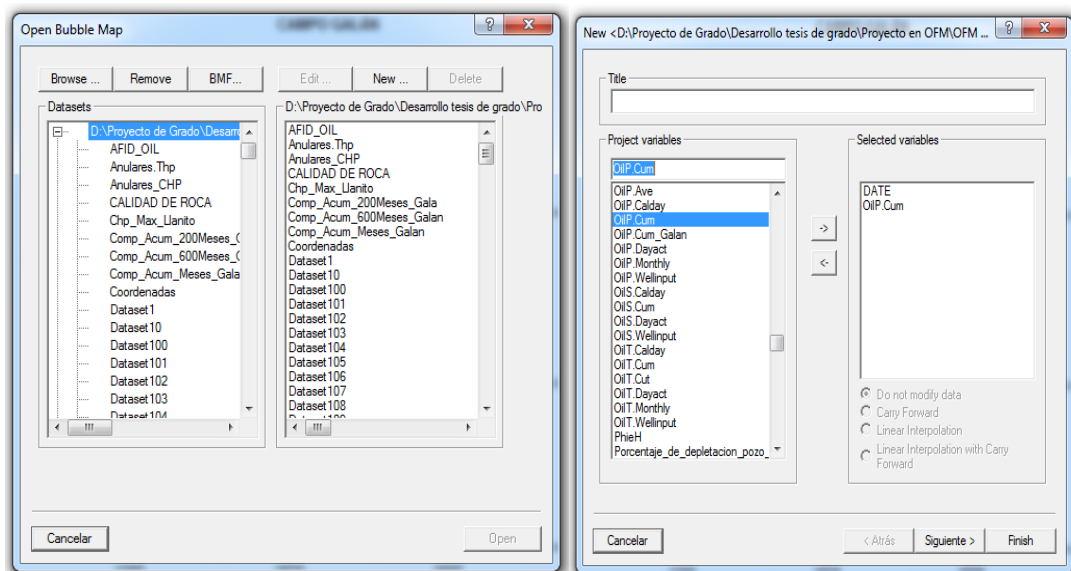 CAMPO GALÁN
Open Bubble Map
Browse ...
Remove
BMF...
Edit ...
New ...
Delete
Datasets
D:\Proyecto de Grado\Desarro
AFID_OIL
Anulares.Thp
Anulares_CHP
CALIDAD DE ROCA
Chp_Max_Llanito
Comp_Acum_200Meses_G
Comp_Acum_600Meses_G
Comp_Acum_Meses_Gala
Coordenadas
Dataset1
Dataset10
Dataset100
Dataset101
Dataset102
Dataset103
Dataset104
D:\Proyecto de Grado\Desarrollo tesis de grado\Pro
AFID_OIL
Anulares.Thp
Anulares_CHP
CALIDAD DE ROCA
Chp_Max_Llanito
Comp_Acum_200Meses_Gala
Comp_Acum_600Meses_Galan
Comp_Acum_Meses_Galan
Coordenadas
Dataset1
Dataset10
Dataset100
Dataset101
Dataset102
Dataset103
Dataset104
Dataset105
Dataset106
Dataset107
Dataset108
Cancelar
Open
New <D:\Proyecto de Grado\Desarrollo tesis de grado\Proyecto en OFM\OFM ...
Title
Project variables
OilP.Cum
OilP.Ave
OilP.Calday
OilP.Cum
OilP.Cum_Galan
OilP.Dayact
OilP.Monthly
OilP.Wellinput
OilS.Calday
OilS.Cum
OilS.Dayact
OilS.Wellinput
OilT.Calday
OilT.Cum
OilT.Cut
OilT.Dayact
OilT.Monthly
OilT.Wellinput
PhieH
Porcentaje_de_depletacion_pozo_
->
<-
Selected variables
DATE
OilP.Cum
Do not modify data
Carry Forward
Linear Interpolation
Linear Interpolation with Carry
Forward
Cancelar
< Atrás
Siguiente >
Finish